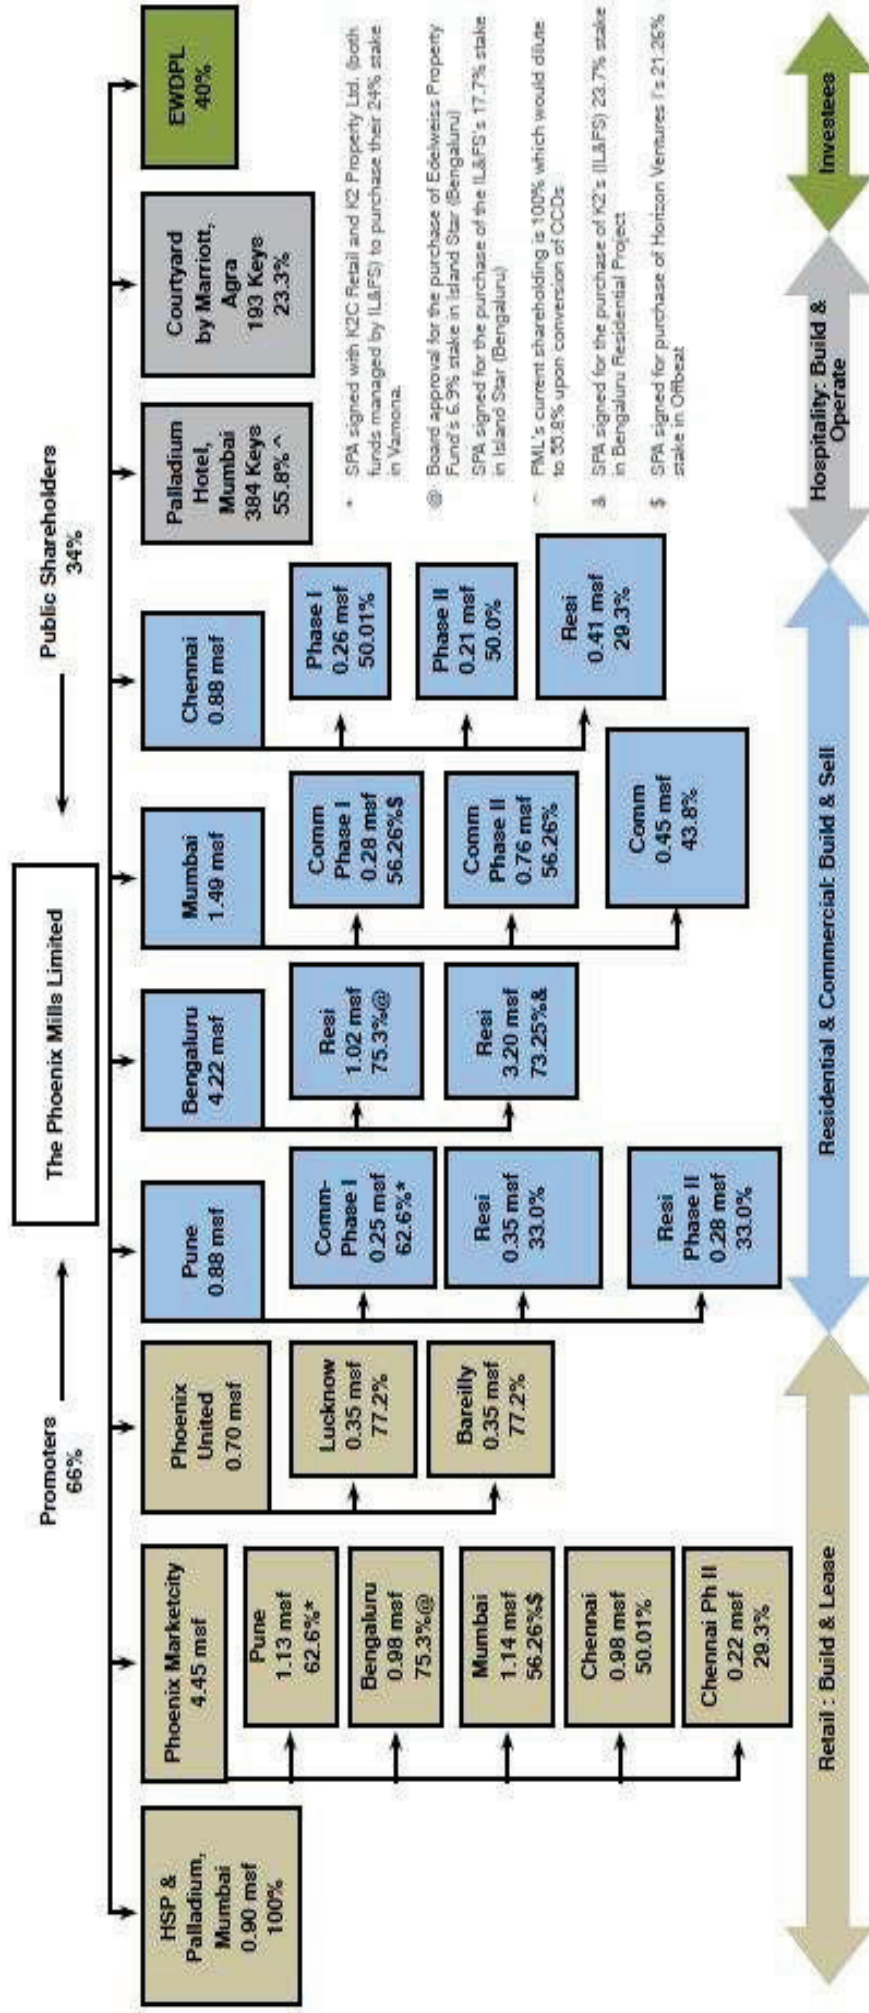 The Phoenix Mills Limited
Promoters
66%
Public Shareholders
34%
HSP &
Palladium,
Mumbai
0.90 msf
100%
Phoenix Marketcity
4.45 msf
Pune
1.13 msf
62.6%*
Bengaluru
0.98 msf
75.3%@
Mumbai
1.14 msf
56.26%$
Chennai
0.98 msf
50.01%
Chennai Ph II
0.22 msf
29.3%
Phoenix
United
0.70 msf
Lucknow
0.35 msf
77.2%
Bareilly
0.35 msf
77.2%
Pune
0.88 msf
Comm-
Phase I
0.25 msf
62.6%*
Resi
0.35 msf
33.0%
Resi
Phase II
0.28 msf
33.0%
Bengaluru
4.22 msf
Resi
1.02 msf
75.3%@
Resi
3.20 msf
73.25%&
Mumbai
1.49 msf
Comm
Phase I
0.28 msf
56.26%$
Comm
Phase II
0.76 msf
56.26%
Comm
0.45 msf
43.8%
Chennai
0.88 msf
Phase I
0.26 msf
50.01%
Phase II
0.21 msf
50.0%
Resi
0.41 msf
29.3%
Palladium
Hotel,
Mumbai
384 Keys
55.8% ^
Courtyard
by Marriott,
Agra
193 Keys
23.3%
EWDPL
40%
* SPA signed with K2C Retail and K2 Property Ltd. (both
funds managed by IL&FS) to purchase their 24% stake
in Vamona.
@ Board approval for the purchase of Edelweiss Property
Fund's 6.9% stake in Island Star (Bengaluru)
SPA signed for the purchase of the IL&FS's 17.7% stake
in Island Star (Bengaluru)
^ PML's current shareholding is 100% which would dilute
to 55.8% upon conversion of CCDs
& SPA signed for the purchase of K2's (IL&FS) 23.7% stake
in Bengaluru Residential Project
$ SPA signed for purchase of Horizon Ventures I's 21.26%
stake in Offbeat
Retail : Build & Lease
Residential & Commercial: Build & Sell
Hospitality: Build &
Operate
Investees